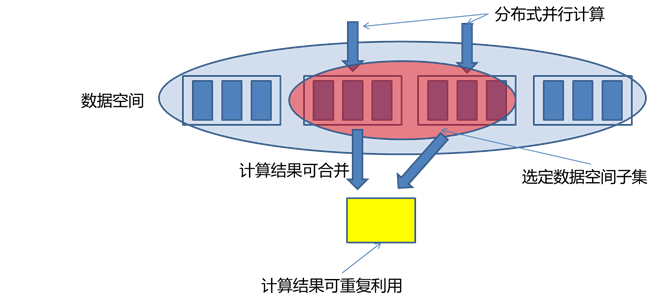 分布式并行计算
数据空间
计算结果可合并
选定数据空间子集
计算结果可重复利用